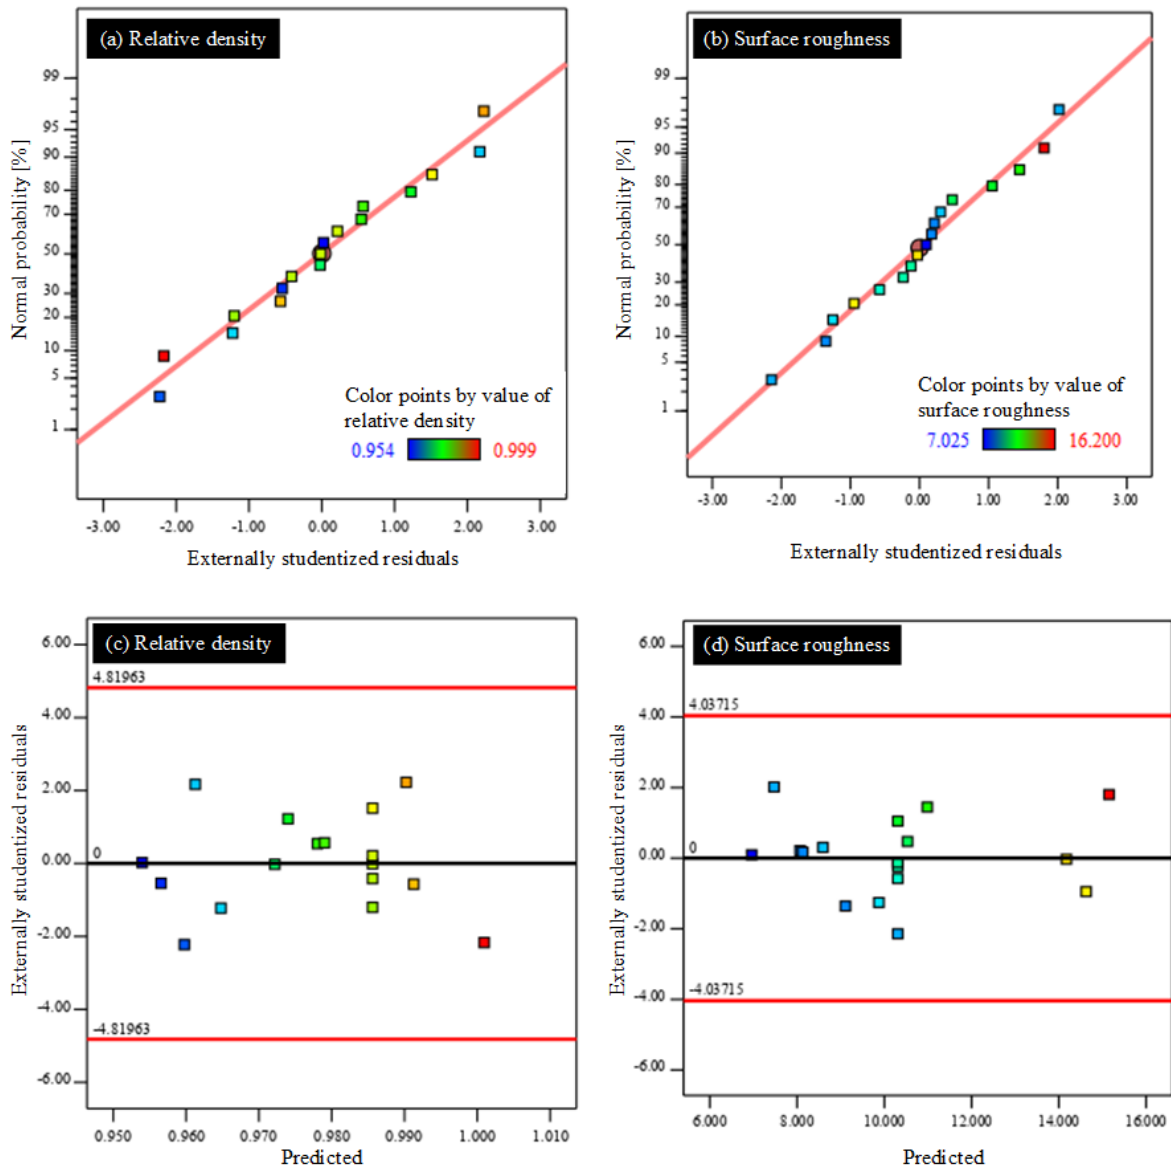 (a) Relative density
Normal probability [%]
99
95
90
80
70
50
30
20
10
5
1
Color points by value of
relative density
0.954 0.999
-3.00 -2.00 -1.00 0.00 1.00 2.00 3.00
Externally studentized residuals
(b) Surface roughness
Normal probability [%]
99
95
90
80
70
50
30
20
10
5
1
Color points by value of
surface roughness
7.025 16.200
-3.00 -2.00 -1.00 0.00 1.00 2.00 3.00
Externally studentized residuals
(c) Relative density
Externally studentized residuals
6.00
4.81963
4.00
2.00
0
0.00
-2.00
-4.00
-4.81963
-6.00
0.950 0.960 0.970 0.980 0.990 1.000 1.010
Predicted
(d) Surface roughness
Externally studentized residuals
6.00
4.03715
4.00
2.00
0
0.00
-2.00
-4.03715
-4.00
-6.00
6.000 8.000 10.000 12.000 14.000 16.000
Predicted